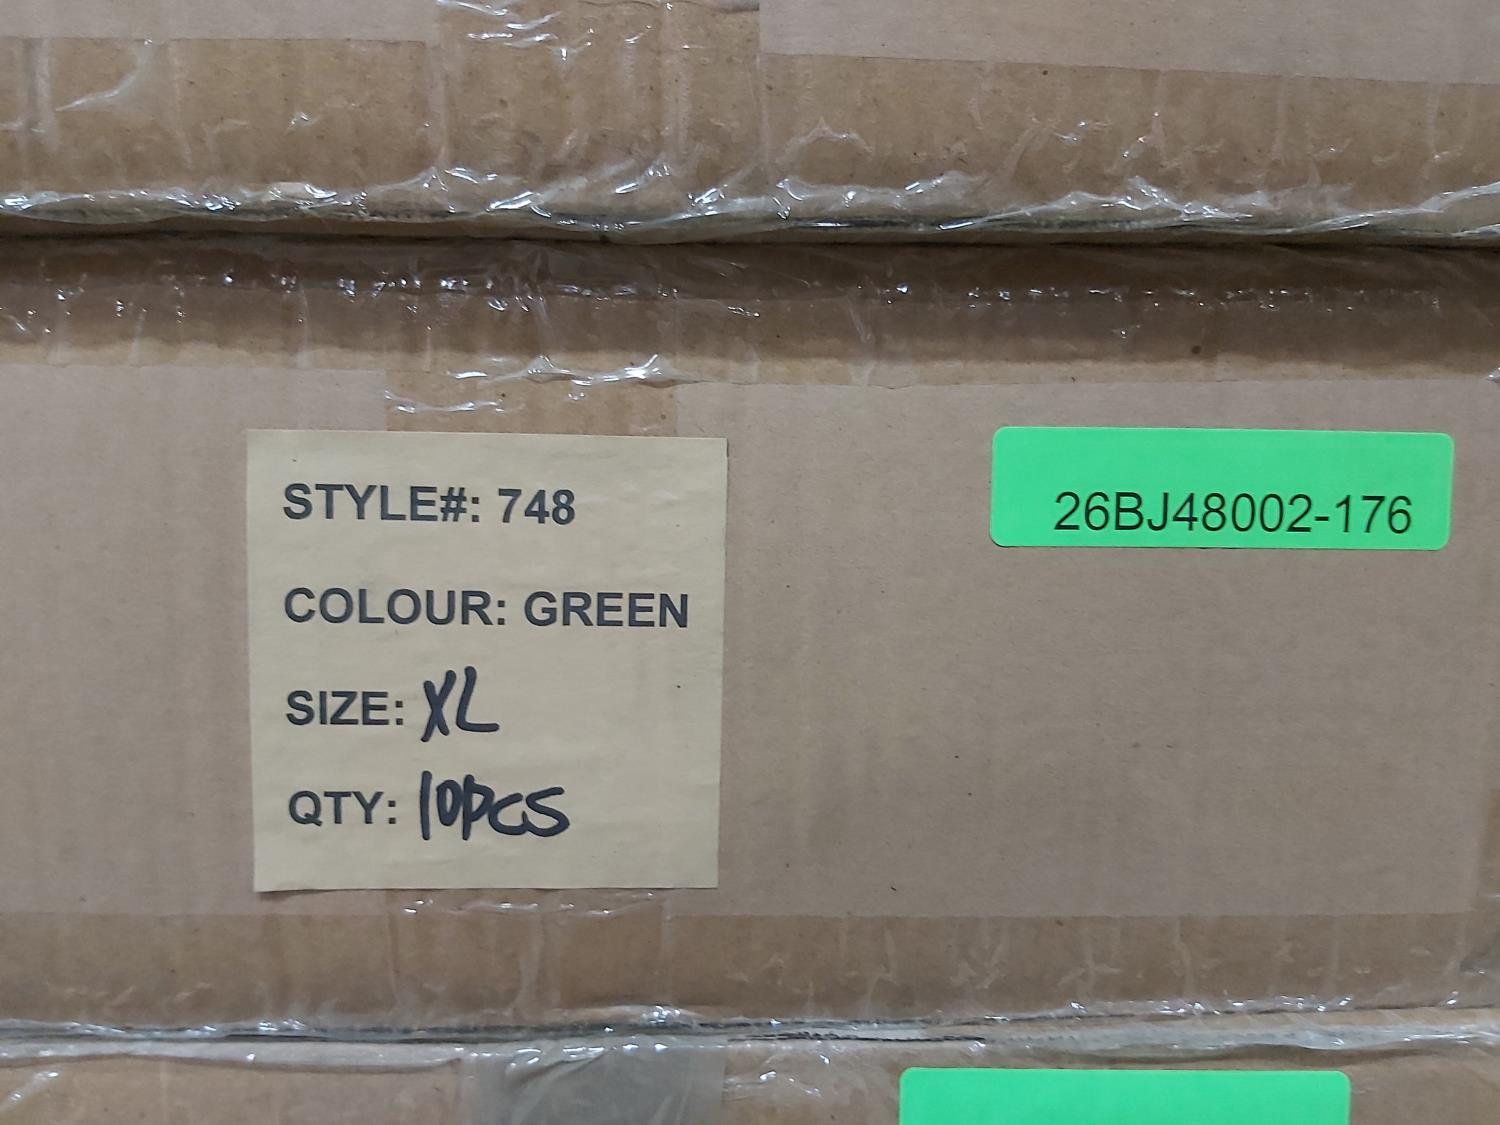 STYLE#: 748
COLOUR: GREEN
SIZE: XL
QTY: 10PCS
26BJ48002-176